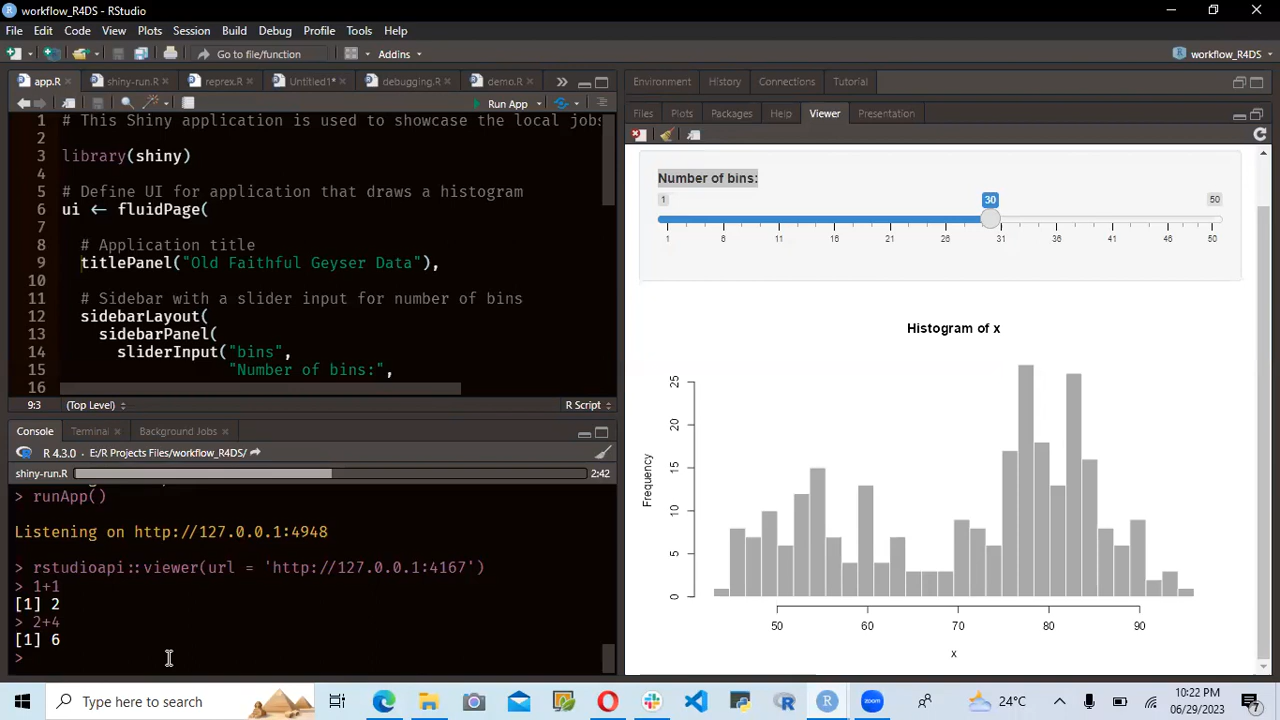 workflow_R4DS - RStudio
File Edit Code View Plots Session Build Debug Profile Tools Help
Go to file/function Addins workflow_R4DS
app.R shiny-run.R reprex.R Untitled1* debugging.R demo.R
Run App
1 # This Shiny application is used to showcase the local jobs
2
3 library(shiny)
4
5 # Define UI for application that draws a histogram
6 ui <- fluidPage(
7
8 # Application title
9 titlePanel("Old Faithful Geyser Data"),
10
11 # Sidebar with a slider input for number of bins
12 sidebarLayout(
13 sidebarPanel(
14 sliderInput("bins",
15 "Number of bins:",
16
9:3 (Top Level) R Script
Console Terminal Background Jobs
R 4.3.0 · E:/R Projects Files/workflow_R4DS/
shiny-run.R 2:42
> runApp()
Listening on http://127.0.0.1:4948
> rstudioapi::viewer(url = 'http://127.0.0.1:4167')
> 1+1
[1] 2
> 2+4
[1] 6
>
Environment History Connections Tutorial
Files Plots Packages Help Viewer Presentation
Number of bins:
1 30 50
1 8 11 16 21 26 31 36 41 46 50
Histogram of x
Frequency
25
20
15
10
5
0
50 60 70 80 90
x
Type here to search
24°C
10:22 PM
06/29/2023
7
zoom